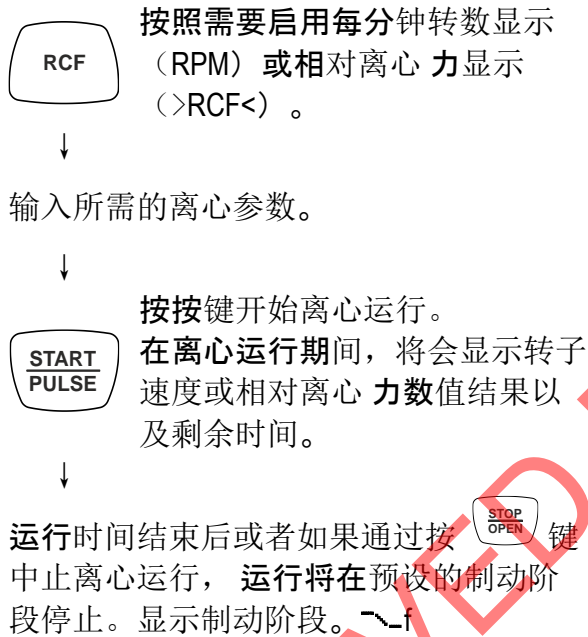 RCF
按照需要启用每分钟转数显示
（RPM）或相对离心 力显示
（>RCF<）。
↓
输入所需的离心参数。
↓
START
PULSE
按按键开始离心运行。
在离心运行期间，将会显示转子
速度或相对离心 力数值结果以
及剩余时间。
↓
运行时间结束后或者如果通过按 STOP OPEN 键
中止离心运行， 运行将在预设的制动阶
段停止。显示制动阶段。